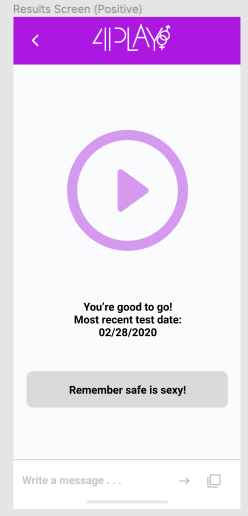 Results Screen (Positive)
4PLAY
You're good to go!
Most recent test date:
02/28/2020
Remember safe is sexy!
Write a message . . .